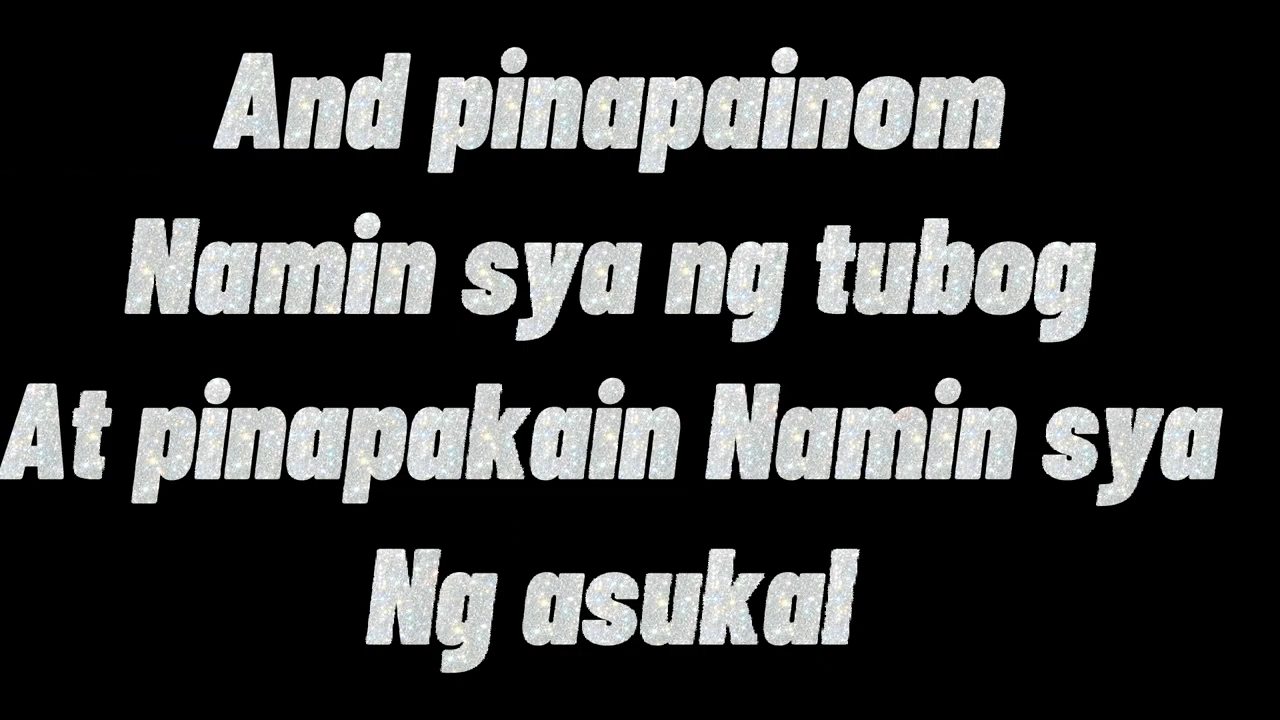 And pinapainom
Namin sya ng tubog
At pinapakain Namin sya
Ng asukal